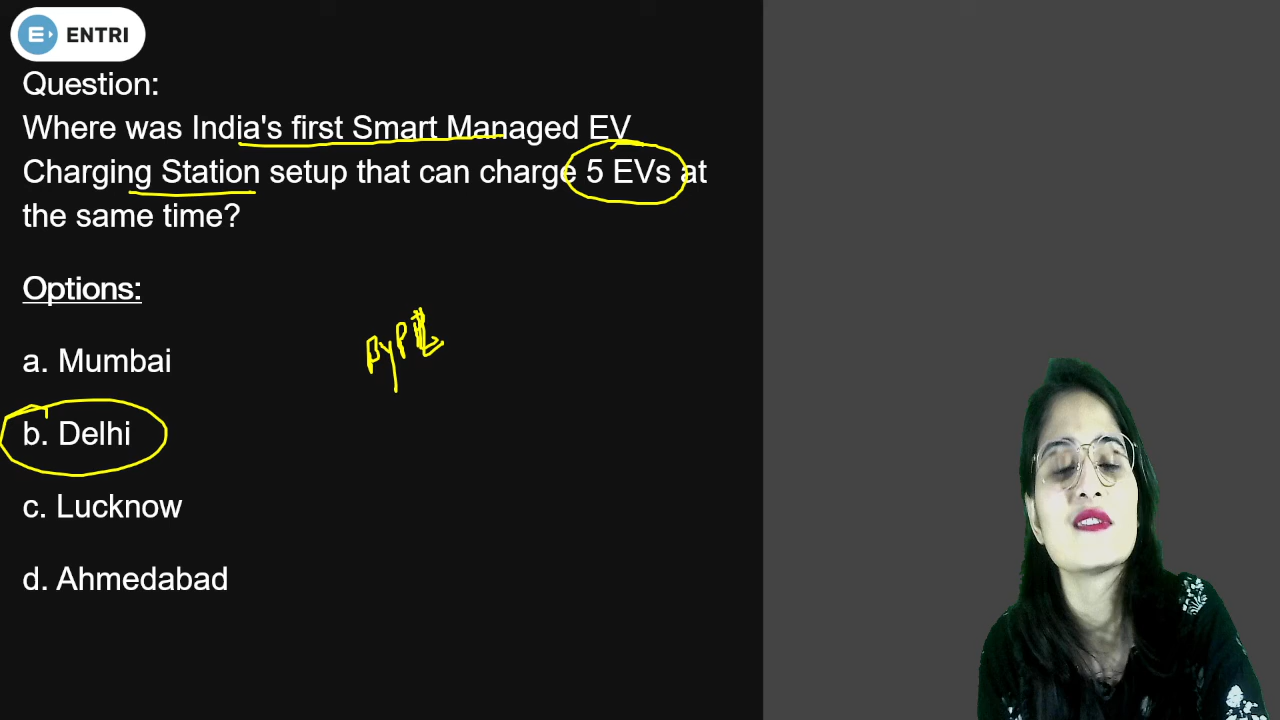 ENTRI
Question:
Where was India's first Smart Managed EV
Charging Station setup that can charge 5 EVs at
the same time?
Options:
a. Mumbai
b. Delhi
c. Lucknow
d. Ahmedabad